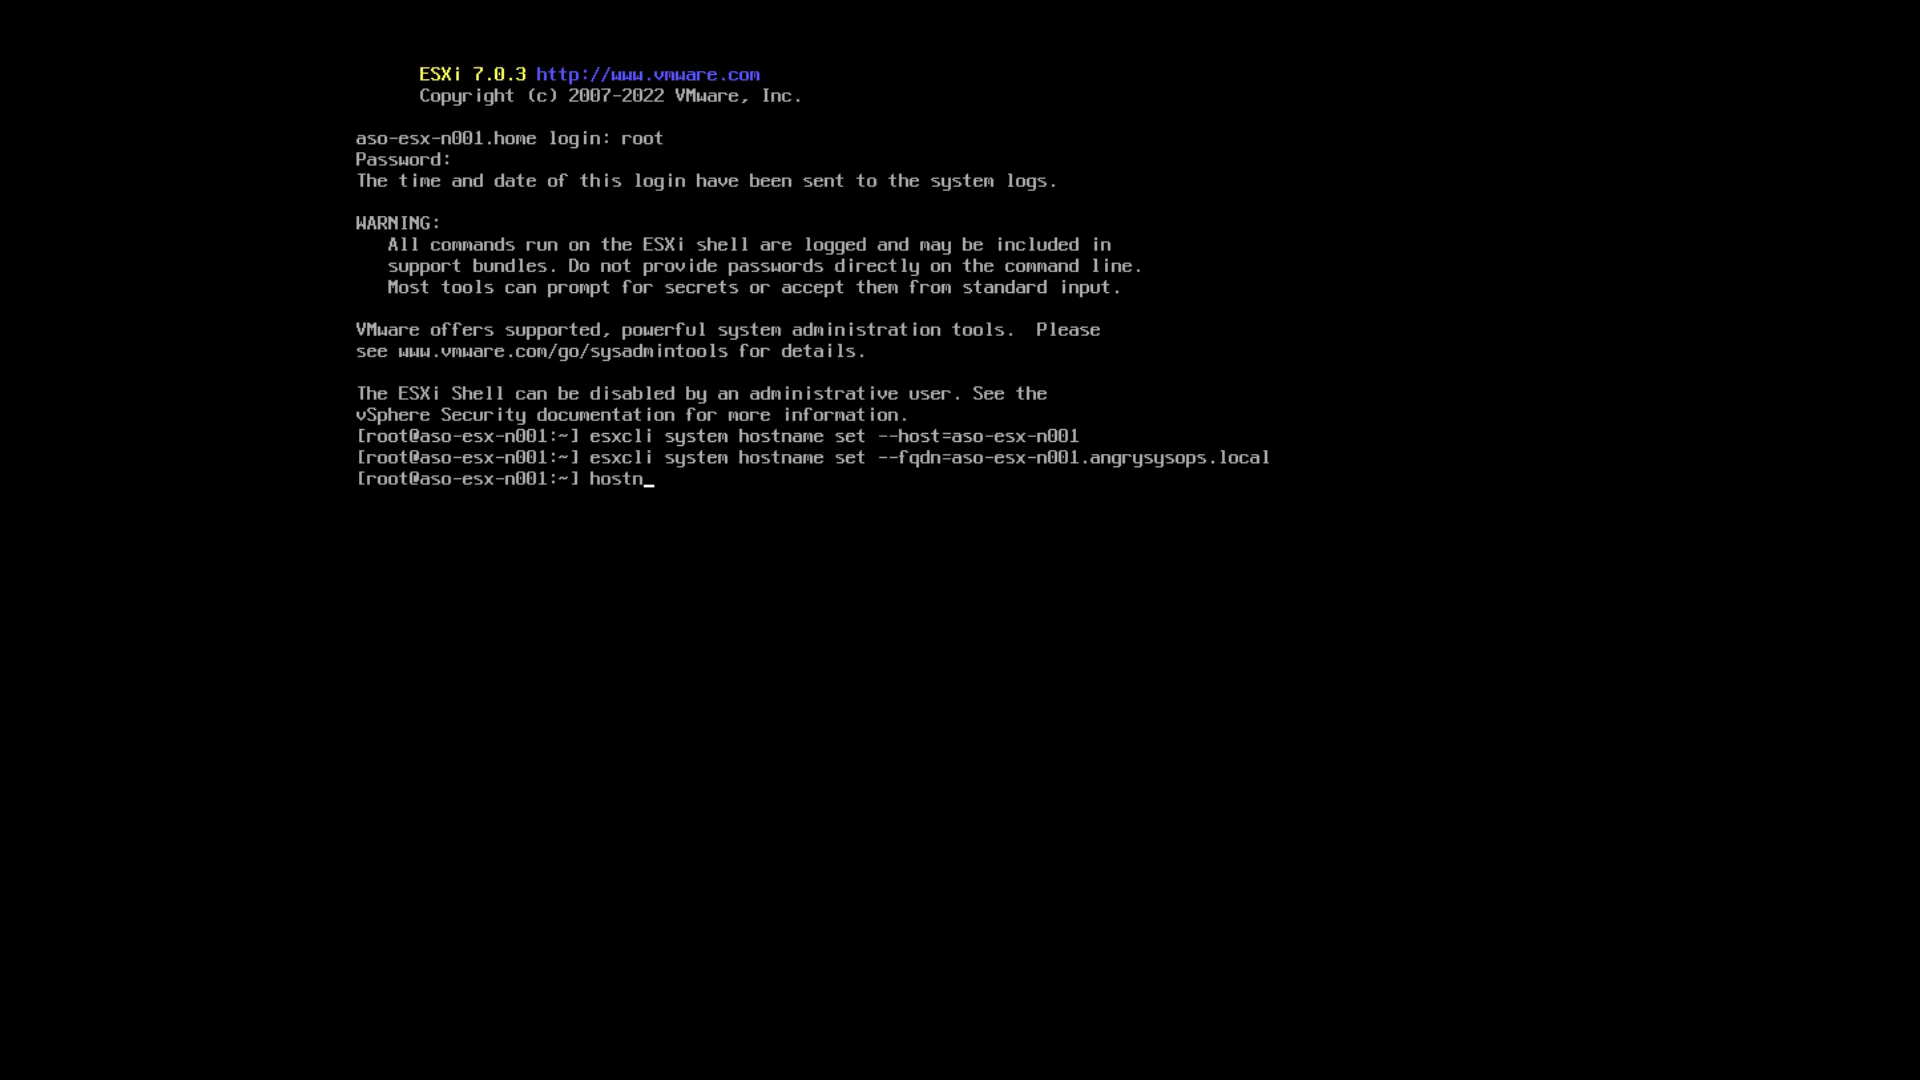 ESXi 7.0.3 http://www.vmware.com
Copyright (c) 2007-2022 VMware, Inc.
aso-esx-n001.home login: root
Password:
The time and date of this login have been sent to the system logs.
WARNING:
All commands run on the ESXi shell are logged and may be included in
support bundles. Do not provide passwords directly on the command line.
Most tools can prompt for secrets or accept them from standard input.
VMware offers supported, powerful system administration tools.  Please
see www.vmware.com/go/sysadmintools for details.
The ESXi Shell can be disabled by an administrative user. See the
vSphere Security documentation for more information.
[root@aso-esx-n001:~] esxcli system hostname set --host=aso-esx-n001
[root@aso-esx-n001:~] esxcli system hostname set --fqdn=aso-esx-n001.angrysysops.local
[root@aso-esx-n001:~] hostn_